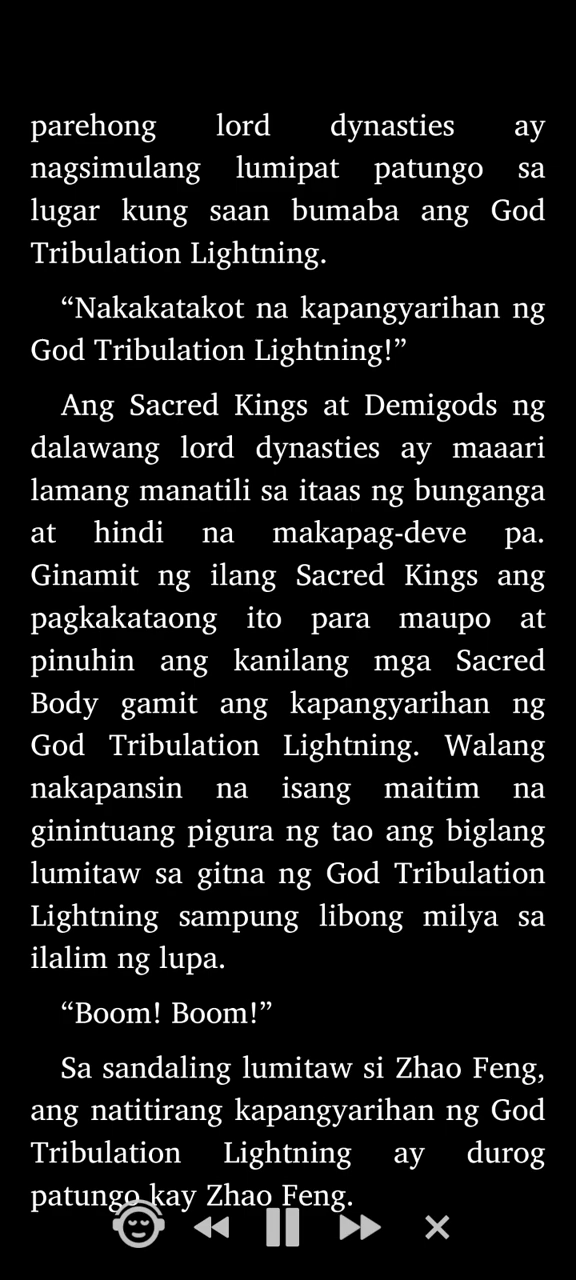 parehong lord dynasties ay
nagsimulang lumipat patungo sa
lugar kung saan bumaba ang God
Tribulation Lightning.
“Nakakatakot na kapangyarihan ng
God Tribulation Lightning!”
Ang Sacred Kings at Demigods ng
dalawang lord dynasties ay maaari
lamang manatili sa itaas ng bunganga
at hindi na makapag-deve pa.
Ginamit ng ilang Sacred Kings ang
pagkakataong ito para maupo at
pinuhin ang kanilang mga Sacred
Body gamit ang kapangyarihan ng
God Tribulation Lightning. Walang
nakapansin na isang maitim na
ginintuang pigura ng tao ang biglang
lumitaw sa gitna ng God Tribulation
Lightning sampung libong milya sa
ilalim ng lupa.
“Boom! Boom!”
Sa sandaling lumitaw si Zhao Feng,
ang natitirang kapangyarihan ng God
Tribulation Lightning ay durog
patungo kay Zhao Feng.